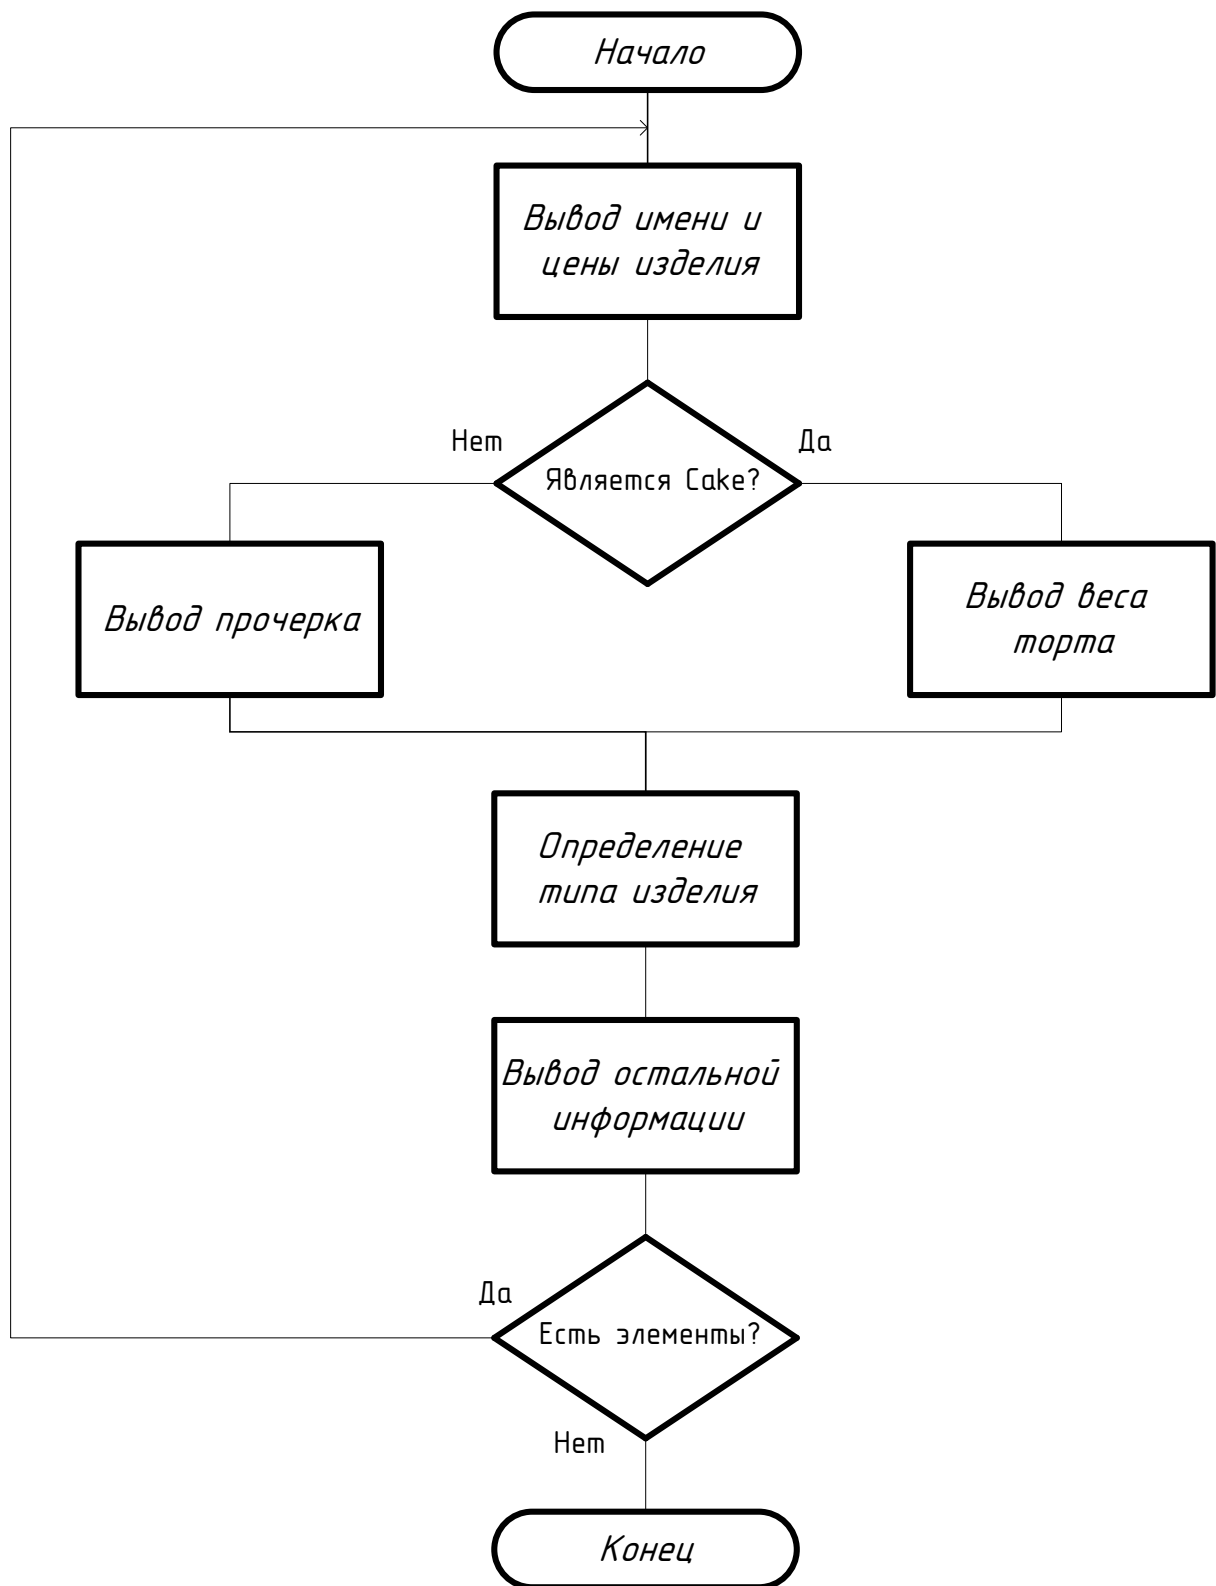 Начало
Вывод имени и
цены изделия
Нет
Да
Является Cake?
Вывод прочерка
Вывод веса
торта
Определение
типа изделия
Вывод остальной
информации
Да
Есть элементы?
Нет
Конец